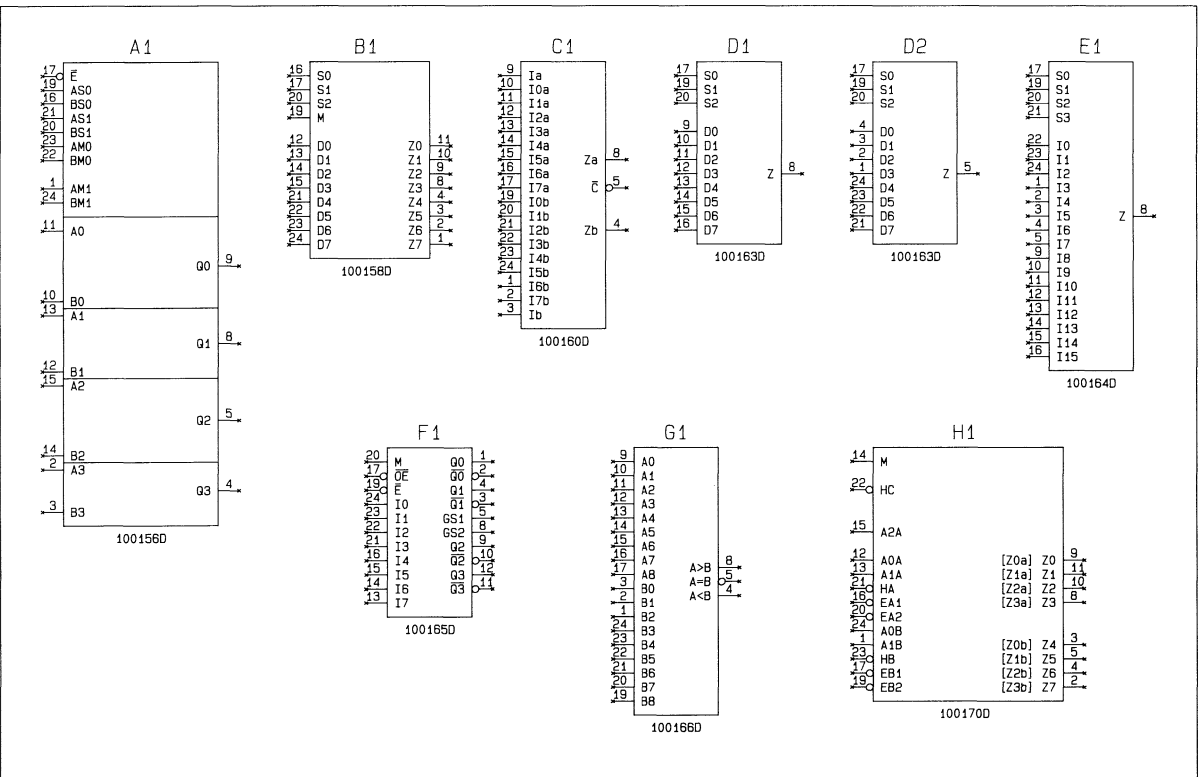 A1
17 E̅
19 AS0
16 BS0
21 AS1
20 BS1
23 AM0
22 BM0
1 AM1
24 BM1
11 A0
Q0 9
10 B0
13 A1
Q1 8
12 B1
15 A2
Q2 5
14 B2
2 A3
Q3 4
3 B3
100156D
B1
16 S0
17 S1
20 S2
19 M
12 D0 Z0 11
13 D1 Z1 10
14 D2 Z2 9
15 D3 Z3 8
21 D4 Z4 4
22 D5 Z5 3
23 D6 Z6 2
24 D7 Z7 1
100158D
C1
9 Ia
10 I0a
11 I1a
12 I2a
13 I3a
14 I4a
15 I5a Za 8
16 I6a
17 I7a C̅ 5
19 I0b
20 I1b
21 I2b Zb 4
22 I3b
23 I4b
24 I5b
1 I6b
2 I7b
3 Ib
100160D
D1
17 S0
19 S1
20 S2
9 D0
10 D1
11 D2
12 D3 Z 8
13 D4
14 D5
15 D6
16 D7
100163D
D2
17 S0
19 S1
20 S2
4 D0
3 D1
2 D2
1 D3 Z 5
24 D4
23 D5
22 D6
21 D7
100163D
E1
17 S0
19 S1
20 S2
21 S3
22 I0
23 I1
24 I2
1 I3
2 I4
3 I5 Z 8
4 I6
5 I7
9 I8
10 I9
11 I10
12 I11
13 I12
14 I13
15 I14
16 I15
100164D
F1
20 M Q0 1
17 O̅E̅ Q̅0̅ 2
19 E̅ Q1 4
24 I0 Q̅1̅ 3
23 I1 GS1 5
22 I2 GS2 8
21 I3 Q2 9
16 I4 Q̅2̅ 10
15 I5 Q3 12
14 I6 Q̅3̅ 11
13 I7
100165D
G1
9 A0
10 A1
11 A2
12 A3
13 A4
14 A5
15 A6
16 A7 A>B 8
17 A8 A=B 5
3 B0 A<B 4
2 B1
1 B2
24 B3
23 B4
22 B5
21 B6
20 B7
19 B8
100166D
H1
14 M
22 HC
15 A2A
12 A0A [Z0a] Z0 9
13 A1A [Z1a] Z1 11
21 HA [Z2a] Z2 10
16 EA1 [Z3a] Z3 8
20 EA2
24 A0B
1 A1B [Z0b] Z4 3
23 HB [Z1b] Z5 5
17 EB1 [Z2b] Z6 4
19 EB2 [Z3b] Z7 2
100170D